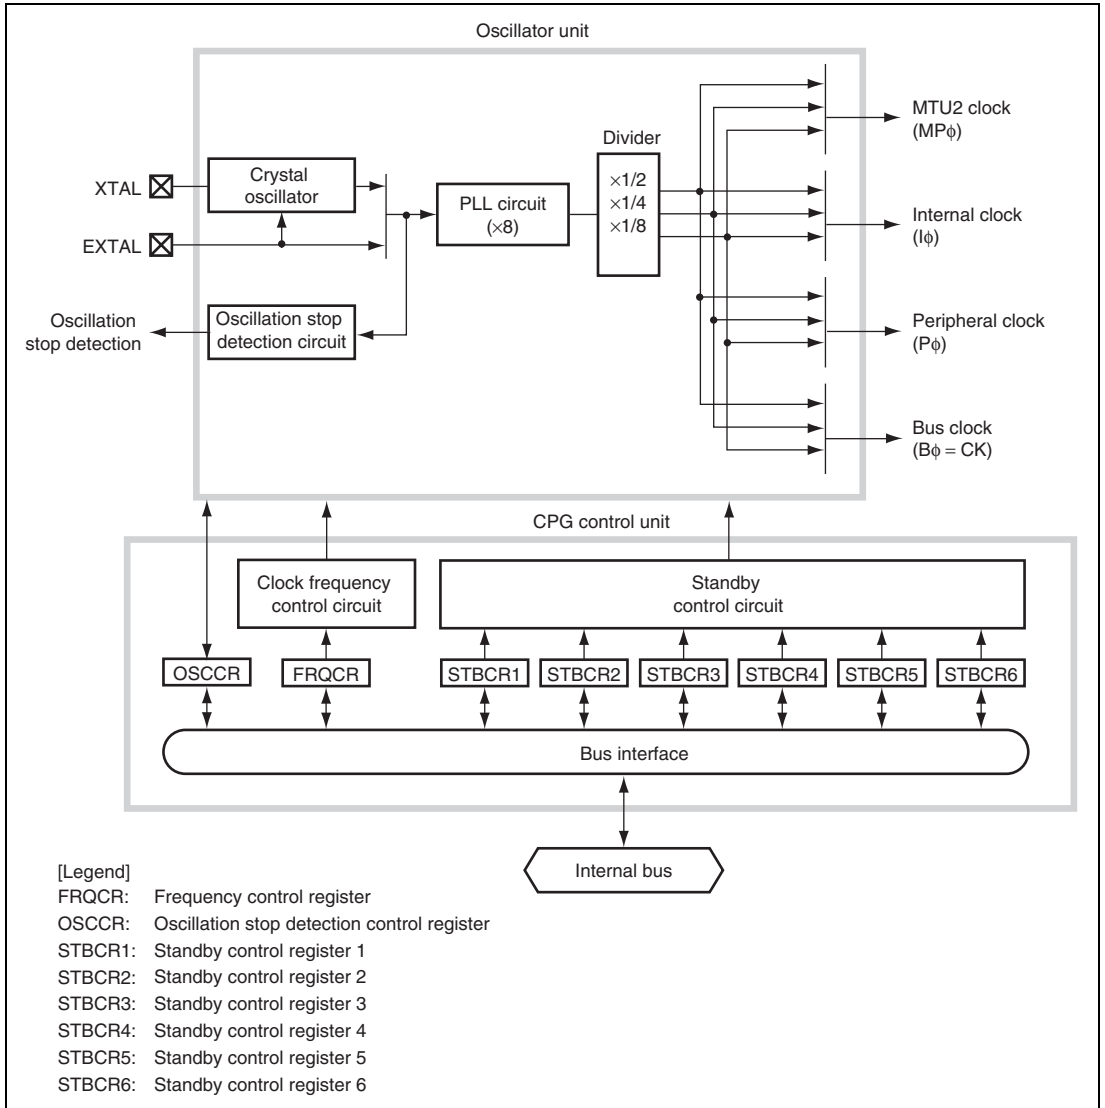 Oscillator unit
MTU2 clock
(MPϕ)
Divider
×1/2
×1/4
×1/8
XTAL
Crystal
oscillator
PLL circuit
(×8)
Internal clock
(Iϕ)
EXTAL
Oscillation
stop detection
Oscillation stop
detection circuit
Peripheral clock
(Pϕ)
Bus clock
(Bϕ = CK)
CPG control unit
Clock frequency
control circuit
Standby
control circuit
OSCCR
FRQCR
STBCR1
STBCR2
STBCR3
STBCR4
STBCR5
STBCR6
Bus interface
Internal bus
[Legend]
FRQCR: Frequency control register
OSCCR: Oscillation stop detection control register
STBCR1: Standby control register 1
STBCR2: Standby control register 2
STBCR3: Standby control register 3
STBCR4: Standby control register 4
STBCR5: Standby control register 5
STBCR6: Standby control register 6